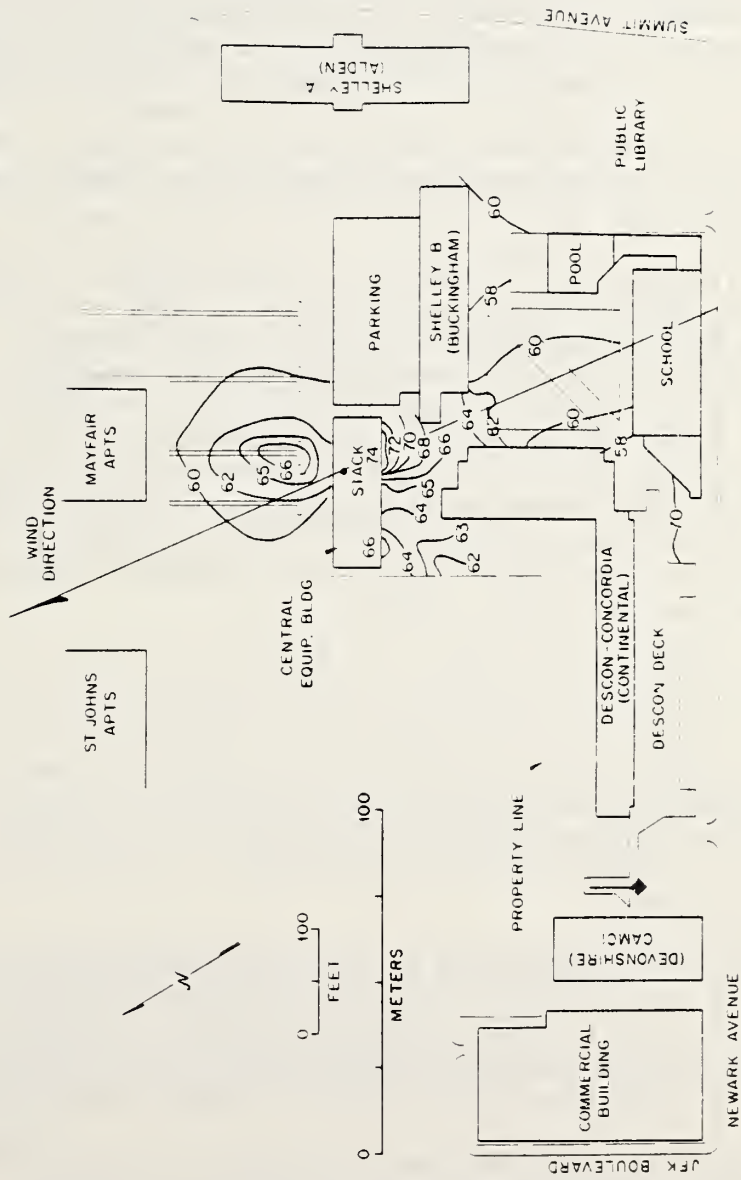 SUMMIT AVENUE
SHELLEY A
(ALDEN)
PUBLIC
LIBRARY
60
PARKING
SHELLEY B
(BUCKINGHAM)
58
POOL
SCHOOL
60
60
MAYFAIR
APTS
60
62
65
66
STACK
74
72
70
68
66
64
82
65
64
66
64
63
62
58
70
WIND
DIRECTION
CENTRAL
EQUIP. BLDG
ST JOHNS
APTS
DESCON-CONCORDIA
(CONTINENTAL)
DESCON DECK
PROPERTY LINE
N
0 100
FEET
0 100
METERS
CAMCI
(DEVONSHIRE)
COMMERCIAL
BUILDING
JFK BOULEVARD
NEWARK AVENUE